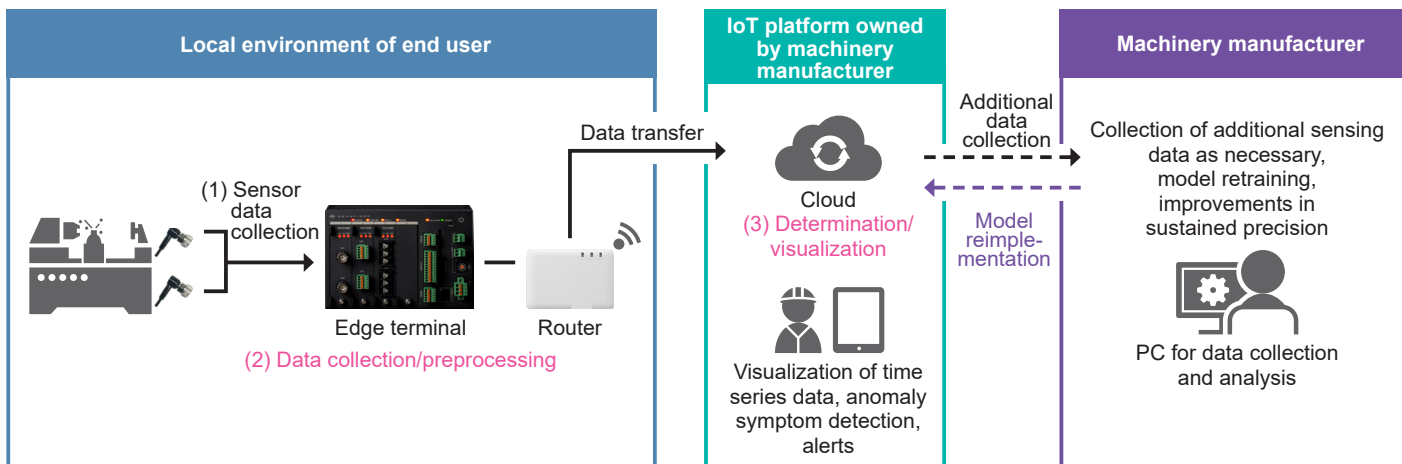 Local environment of end user
IoT platform owned
by machinery
manufacturer
Machinery manufacturer
(1) Sensor
data
collection
Edge terminal
(2) Data collection/preprocessing
Router
Data transfer
Cloud
(3) Determination/
visualization
Visualization of time
series data, anomaly
symptom detection,
alerts
Additional
data
collection
Model
reimple-
mentation
Collection of additional sensing
data as necessary,
model retraining,
improvements in
sustained precision
PC for data collection
and analysis